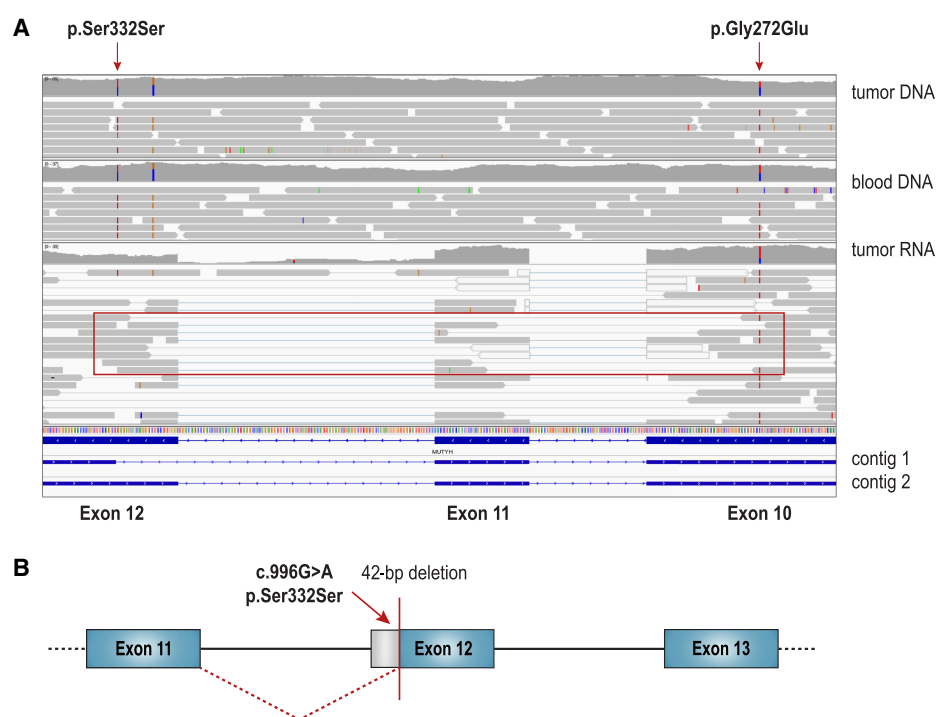 A
p.Ser332Ser
p.Gly272Glu
tumor DNA
blood DNA
tumor RNA
MUTYH
contig 1
contig 2
Exon 12
Exon 11
Exon 10
B
c.996G>A
42-bp deletion
p.Ser332Ser
Exon 11
Exon 12
Exon 13